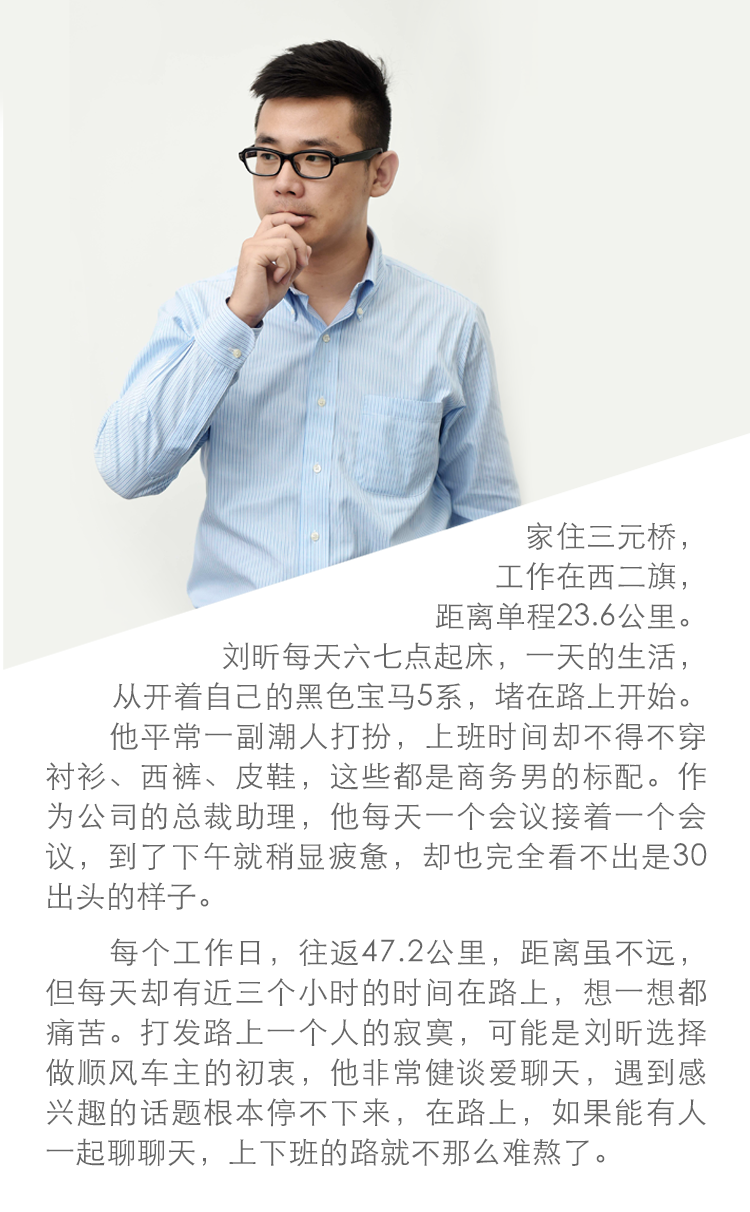 家住三元桥，
工作在西二旗，
距离单程23.6公里。
刘昕每天六七点起床，一天的生活，
从开着自己的黑色宝马5系，堵在路上开始。
他平常一副潮人打扮，上班时间却不得不穿
衬衫、西裤、皮鞋，这些都是商务男的标配。作
为公司的总裁助理，他每天一个会议接着一个会
议，到了下午就稍显疲惫，却也完全看不出是30
出头的样子。
每个工作日，往返47.2公里，距离虽不远，
但每天却有近三个小时的时间在路上，想一想都
痛苦。打发路上一个人的寂寞，可能是刘昕选择
做顺风车主的初衷，他非常健谈爱聊天，遇到感
兴趣的话题根本停不下来，在路上，如果能有人
一起聊聊天，上下班的路就不那么难熬了。